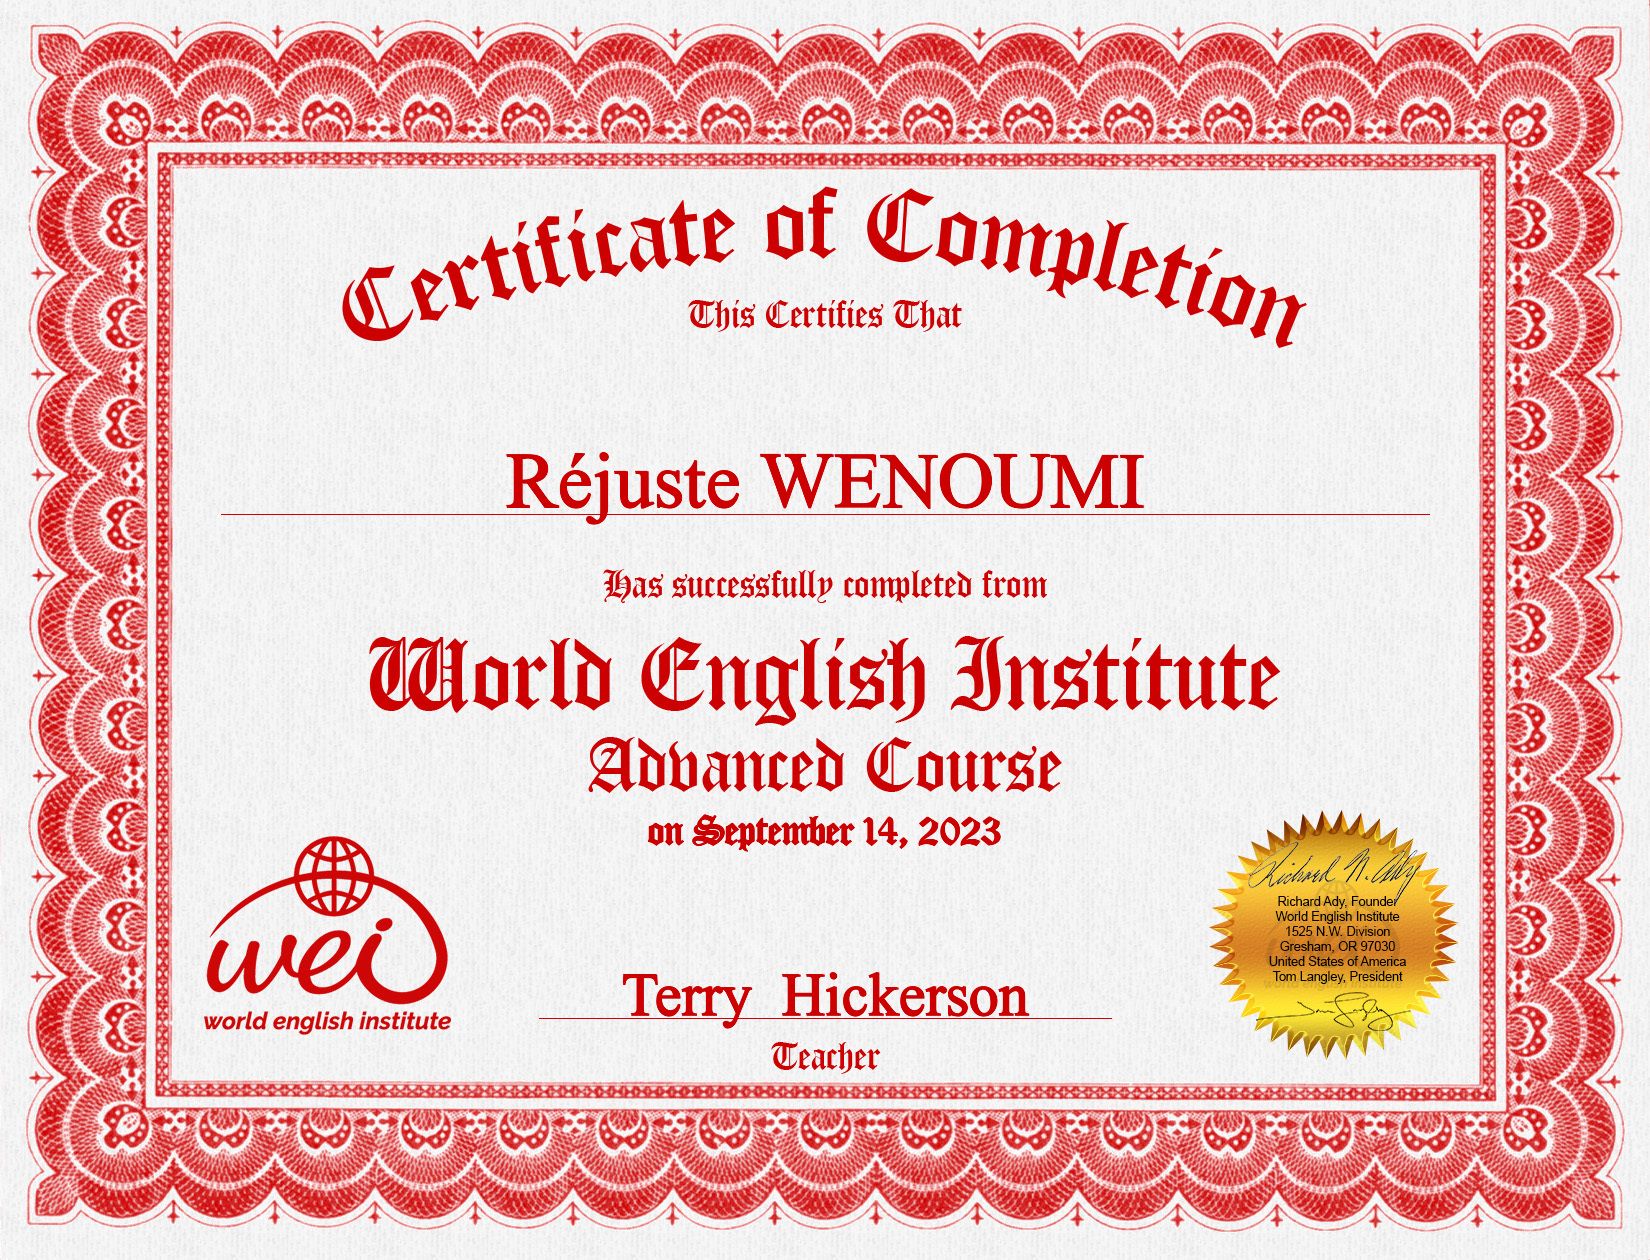 Certificate of Completion
This Certifies That
Réjuste WENOUMI
Has successfully completed from
World English Institute
Advanced Course
on September 14, 2023
wei
world english institute
Terry Hickerson
Teacher
Richard N. Ady
Richard Ady, Founder
World English Institute
1525 N.W. Division
Gresham, OR 97030
United States of America
Tom Langley, President